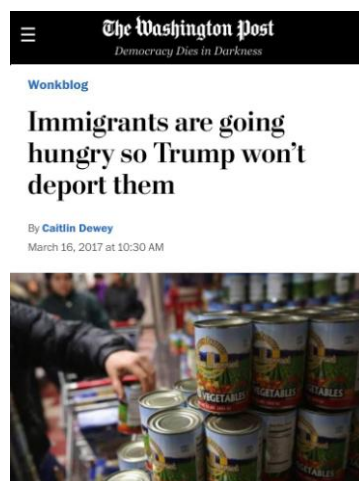 The Washington Post
Democracy Dies in Darkness
Wonkblog
Immigrants are going
hungry so Trump won't
deport them
By Caitlin Dewey
March 16, 2017 at 10:30 AM
VEGETABLES
VEGETABLES
VEGETABLES